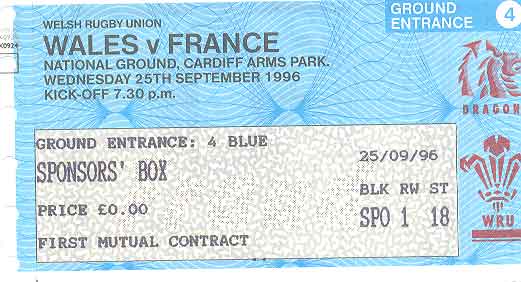 WELSH RUGBY UNION
WALES v FRANCE
NATIONAL GROUND, CARDIFF ARMS PARK.
WEDNESDAY 25TH SEPTEMBER 1996
KICK-OFF 7.30 p.m.
GROUND
ENTRANCE
4
DRAGON
GROUND ENTRANCE: 4 BLUE
SPONSORS' BOX
25/09/96
PRICE £0.00
BLK RW ST
SPO 1 18
FIRST MUTUAL CONTRACT
WRU